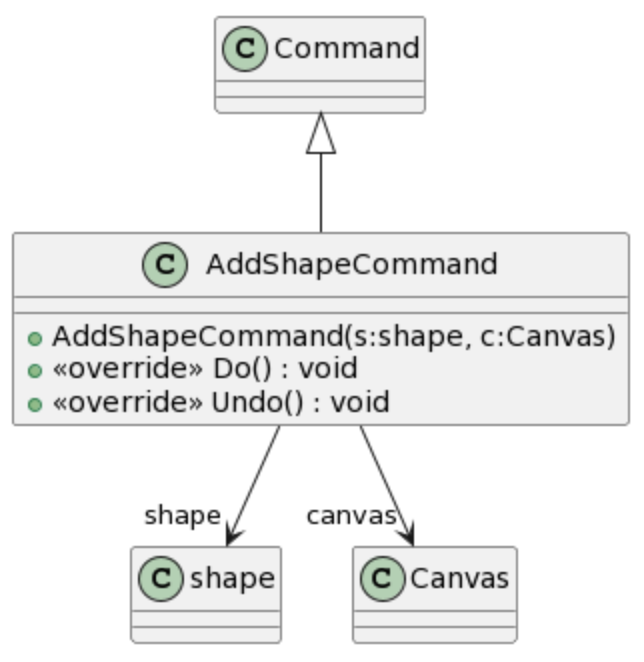 C Command
C AddShapeCommand
AddShapeCommand(s:shape, c:Canvas)
«override» Do() : void
«override» Undo() : void
shape canvas
C shape C Canvas